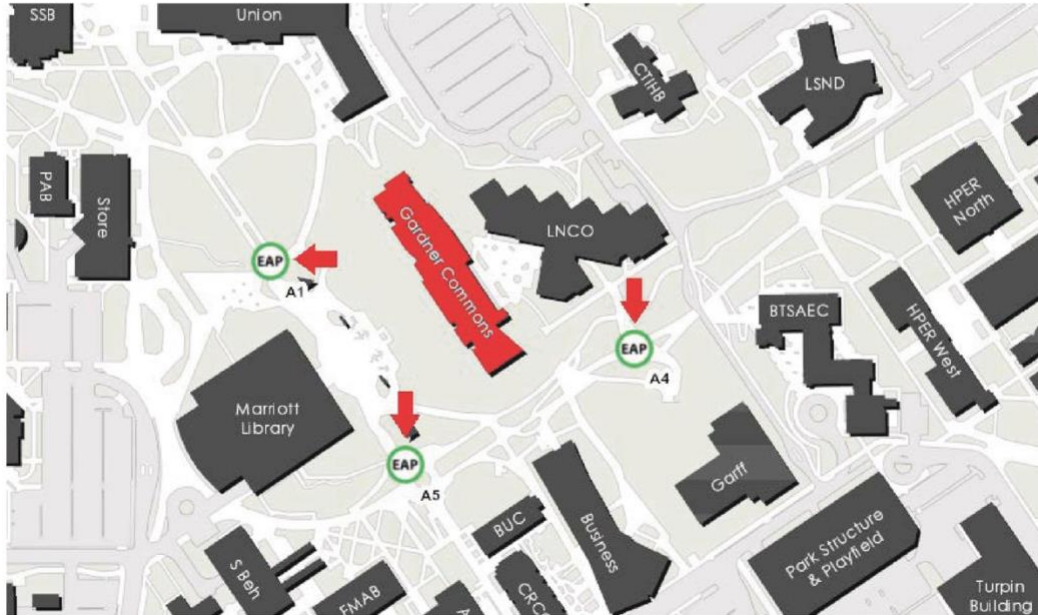 SSB
Union
CTIHB
LSND
PAB
Store
HPER
North
Gardner Commons
LNCO
EAP
A1
BTSAEC
HPER West
EAP
A4
Marriott
Library
EAP
A5
Garff
BUC
Business
S Beh
FMAB
Park Structure
& Playfield
Turpin
Building